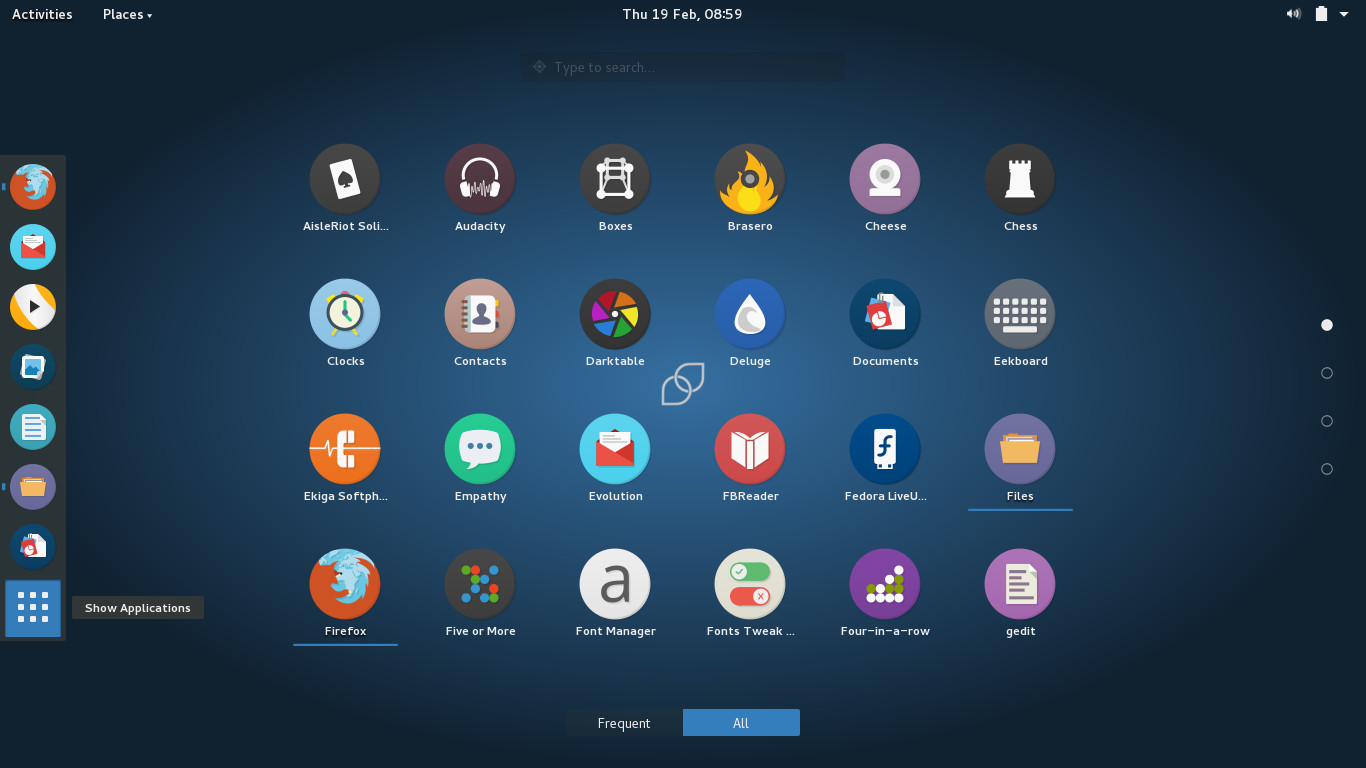 Activities
Places
Thu 19 Feb, 08:59
Type to search...
AisleRiot Soli...
Audacity
Boxes
Brasero
Cheese
Chess
Clocks
Contacts
Darktable
Deluge
Documents
Eekboard
Ekiga Softph...
Empathy
Evolution
FBReader
Fedora LiveU...
Files
Show Applications
Firefox
Five or More
a
Font Manager
Fonts Tweak ...
Four-in-a-row
gedit
Frequent
All